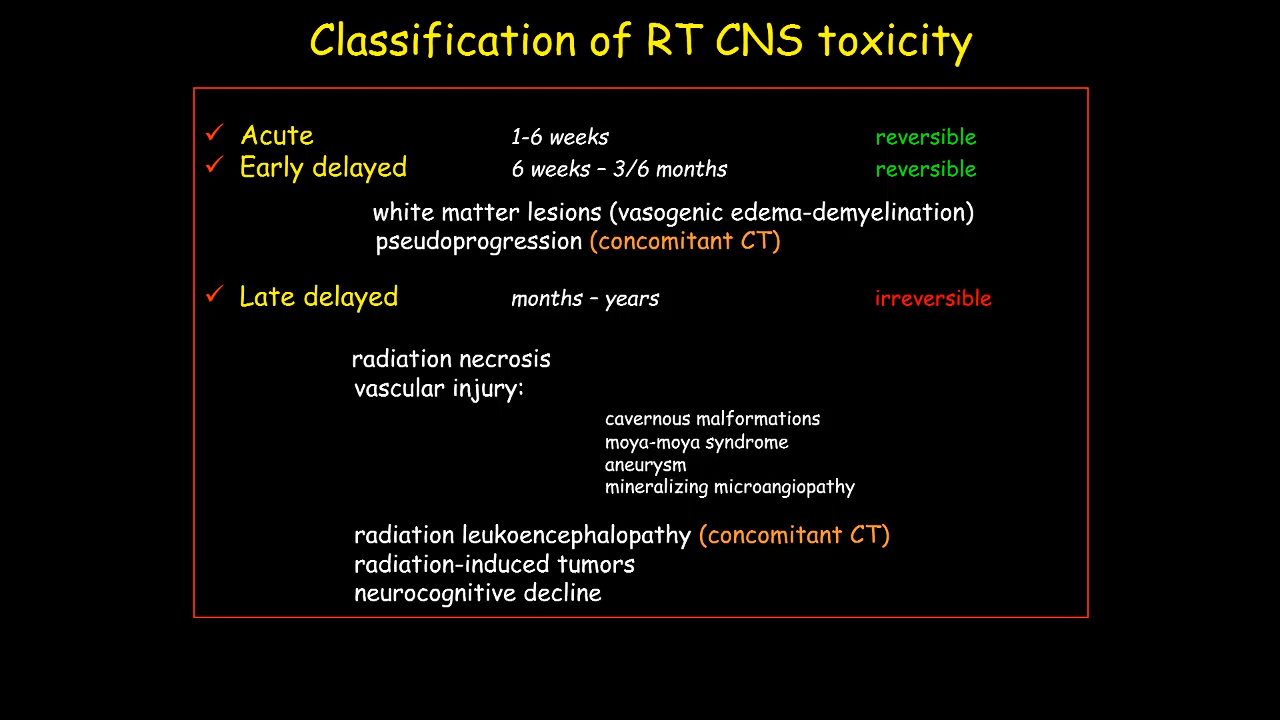 Classification of RT CNS toxicity
✓ Acute 1-6 weeks reversible
✓ Early delayed 6 weeks – 3/6 months reversible
white matter lesions (vasogenic edema-demyelination)
pseudoprogression (concomitant CT)
✓ Late delayed months – years irreversible
radiation necrosis
vascular injury:
cavernous malformations
moya-moya syndrome
aneurysm
mineralizing microangiopathy
radiation leukoencephalopathy (concomitant CT)
radiation-induced tumors
neurocognitive decline